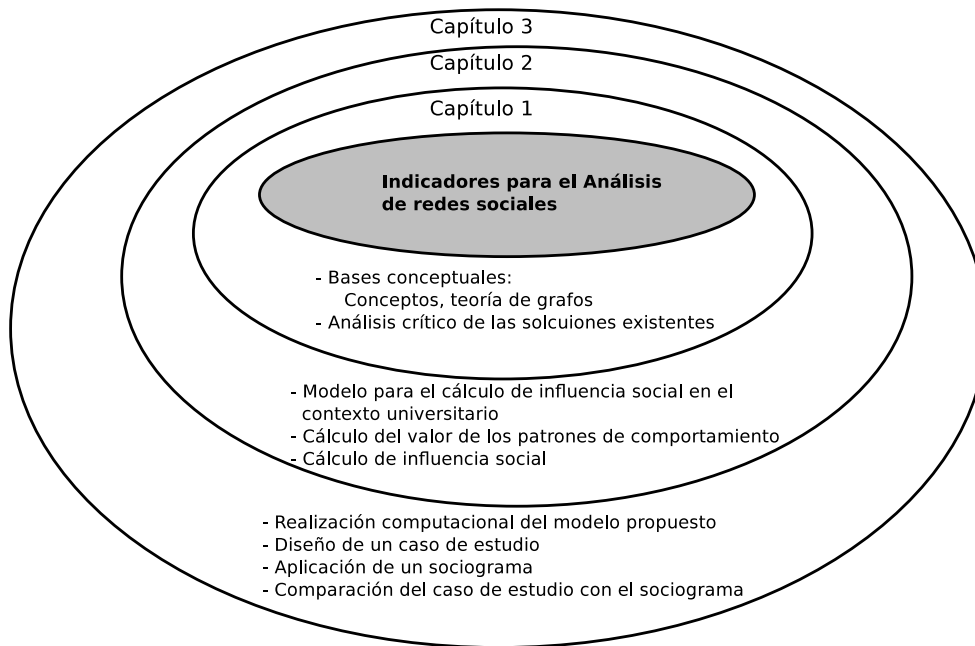 Capítulo 3
Capítulo 2
Capítulo 1
Indicadores para el Análisis
de redes sociales
- Bases conceptuales:
Conceptos, teoría de grafos
- Análisis crítico de las solcuiones existentes
- Modelo para el cálculo de influencia social en el
contexto universitario
- Cálculo del valor de los patrones de comportamiento
- Cálculo de influencia social
- Realización computacional del modelo propuesto
- Diseño de un caso de estudio
- Aplicación de un sociograma
- Comparación del caso de estudio con el sociograma